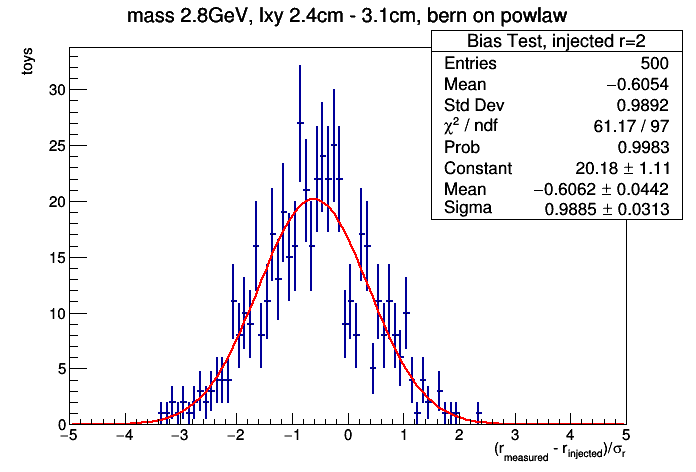 mass 2.8GeV, lxy 2.4cm - 3.1cm, bern on powlaw
Bias Test, injected r=2
Entries 500
Mean −0.6054
Std Dev 0.9892
χ² / ndf 61.17 / 97
Prob 0.9983
Constant 20.18 ± 1.11
Mean −0.6062 ± 0.0442
Sigma 0.9885 ± 0.0313
toys
30
25
20
15
10
5
0
−5 −4 −3 −2 −1 0 1 2 3 4 5
(r_measured - r_injected)/σ_r